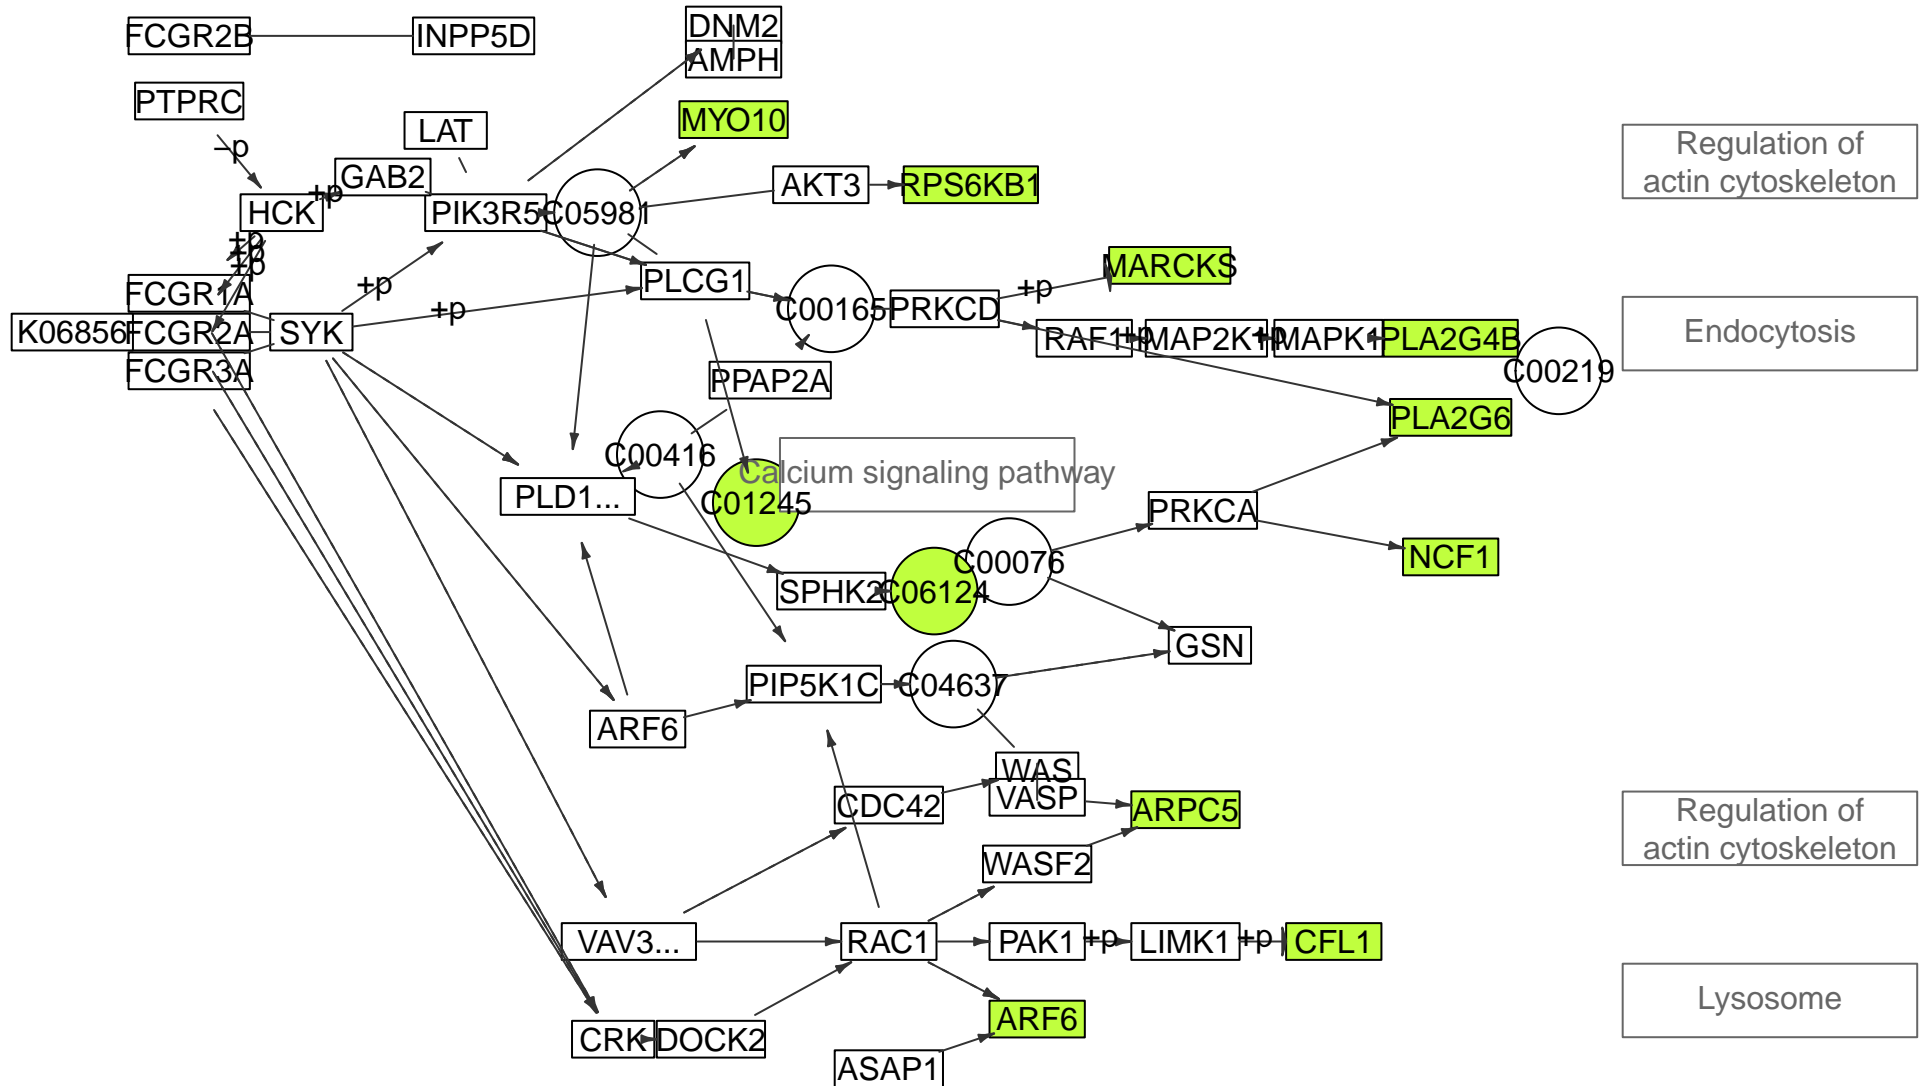 FCGR2B
INPP5D
DNM2
AMPH
PTPRC
LAT
MYO10
Regulation of
actin cytoskeleton
–p
GAB2
+p
AKT3
RPS6KB1
HCK
PIK3R5
C05981
+p
+p
+p
MARCKS
FCGR1A
+p
PLCG1
+p
C00165
PRKCD
K06856
FCGR2A
SYK
+p
RAF1
+p
MAP2K1
+p
MAPK1
PLA2G4B
Endocytosis
FCGR3A
PPAP2A
C00219
PLA2G6
C00416
Calcium signaling pathway
PLD1...
C01245
PRKCA
C00076
NCF1
SPHK2
C06124
GSN
PIP5K1C
C04637
ARF6
WAS
VASP
CDC42
ARPC5
Regulation of
actin cytoskeleton
WASF2
VAV3...
RAC1
PAK1
+p
LIMK1
+p
CFL1
Lysosome
ARF6
CRK
DOCK2
ASAP1